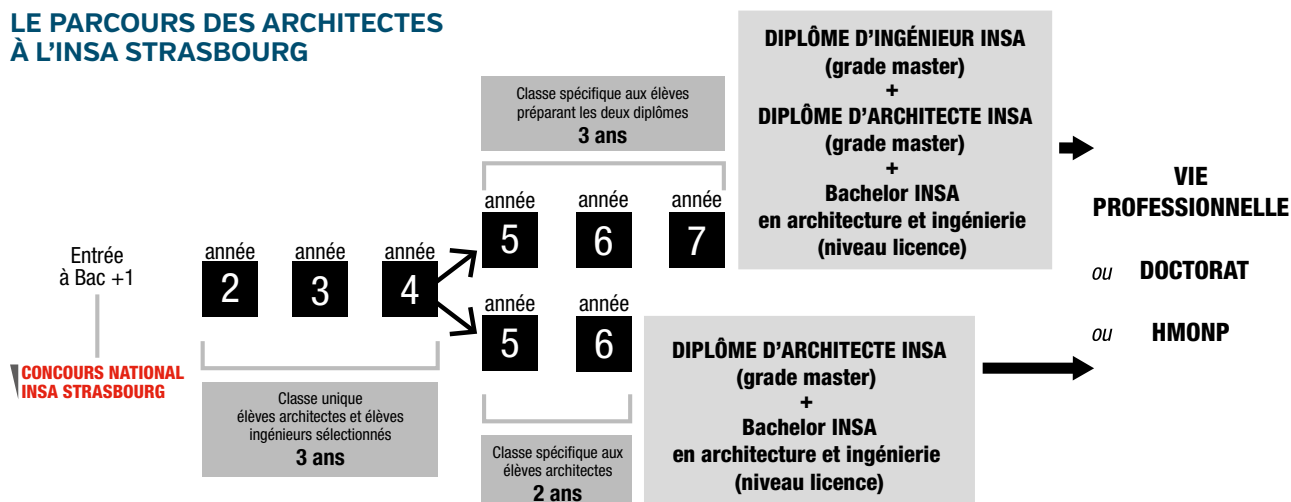 LE PARCOURS DES ARCHITECTES
À L'INSA STRASBOURG
Entrée
à Bac +1
CONCOURS NATIONAL
INSA STRASBOURG
année
2
année
3
année
4
Classe unique
élèves architectes et élèves
ingénieurs sélectionnés
3 ans
Classe spécifique aux élèves
préparant les deux diplômes
3 ans
année
5
année
6
année
7
DIPLÔME D'INGÉNIEUR INSA
(grade master)
+
DIPLÔME D'ARCHITECTE INSA
(grade master)
+
Bachelor INSA
en architecture et ingénierie
(niveau licence)
année
5
année
6
Classe spécifique aux
élèves architectes
2 ans
DIPLÔME D'ARCHITECTE INSA
(grade master)
+
Bachelor INSA
en architecture et ingénierie
(niveau licence)
VIE
PROFESSIONNELLE
ou DOCTORAT
ou HMONP